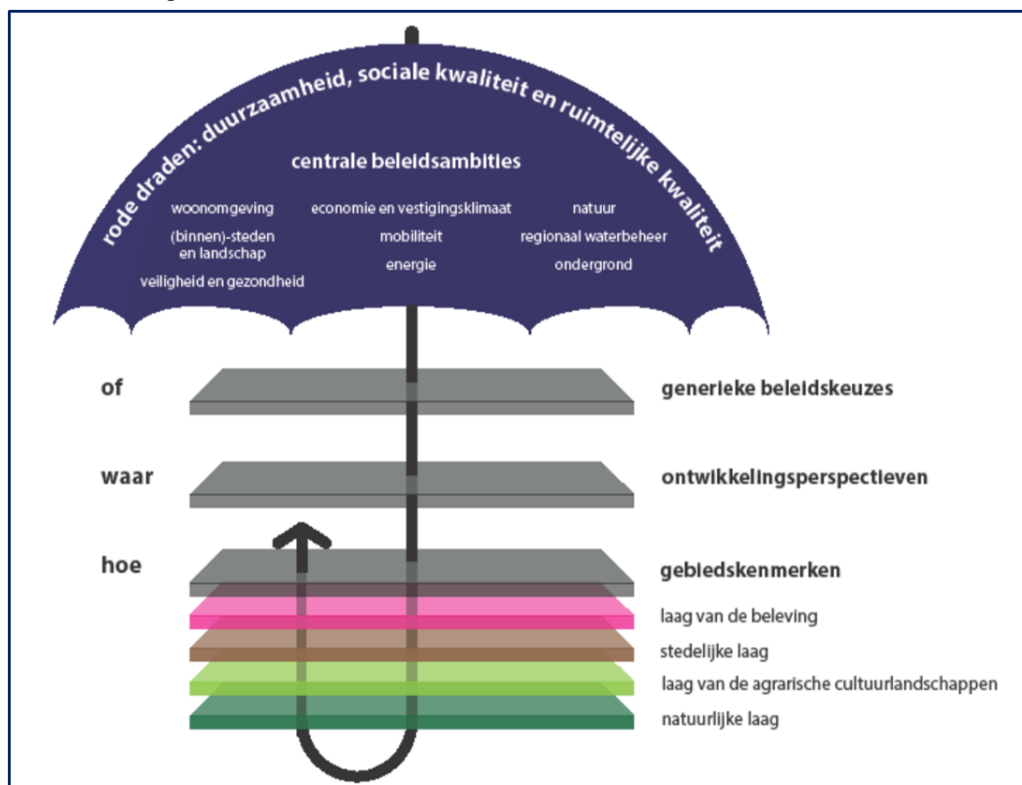 rode draden: duurzaamheid, sociale kwaliteit en ruimtelijke kwaliteit
centrale beleidsambities
woonomgeving
(binnen)-steden
en landschap
veiligheid en gezondheid
economie en vestigingsklimaat
mobiliteit
energie
natuur
regionaal waterbeheer
ondergrond
of
generieke beleidskeuzes
waar
ontwikkelingsperspectieven
hoe
gebiedskenmerken
laag van de beleving
stedelijke laag
laag van de agrarische cultuurlandschappen
natuurlijke laag